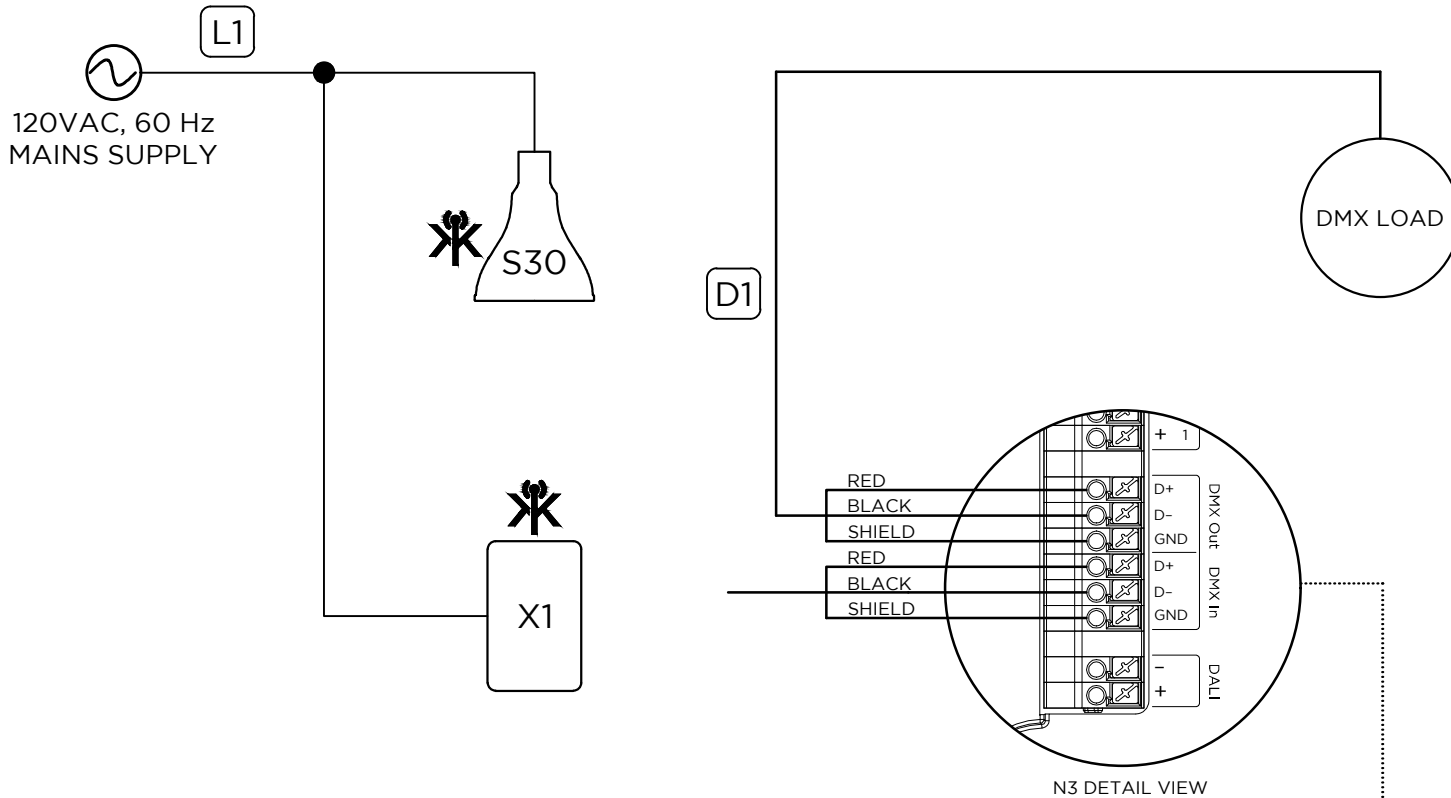 L1
120VAC, 60 Hz
MAINS SUPPLY
S30
X1
D1
DMX LOAD
+ 1
RED
BLACK
SHIELD
RED
BLACK
SHIELD
D+
D-
GND
DMX Out
D+
D-
GND
DMX In
-
+
DALI
N3 DETAIL VIEW